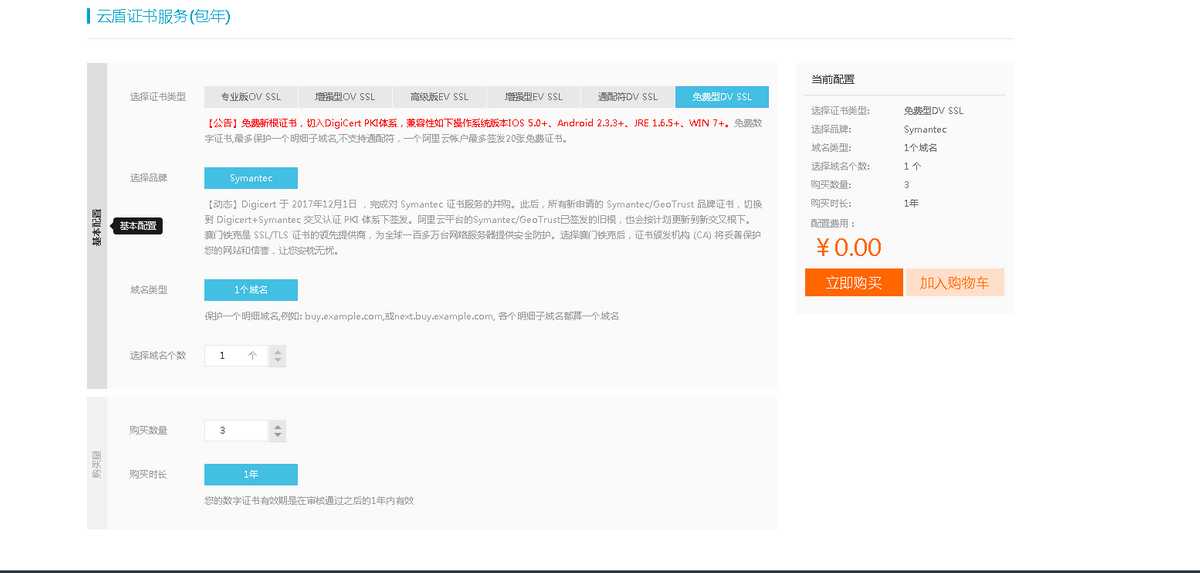 云盾证书服务(包年)
基本配置
基本配置
选择证书类型
专业版OV SSL
增强型OV SSL
高级版EV SSL
增强型EV SSL
通配符DV SSL
免费型DV SSL
【公告】免费新根证书，切入DigiCert PKI体系，兼容性如下操作系统版本IOS 5.0+、Android 2.3.3+、JRE 1.6.5+、WIN 7+。免费数
字证书,最多保护一个明细子域名,不支持通配符，一个阿里云帐户最多签发20张免费证书。
选择品牌
Symantec
【动态】Digicert 于 2017年12月1日 ，完成对 Symantec 证书服务的并购。此后，所有新申请的 Symantec/GeoTrust 品牌证书，切换
到 Digicert+Symantec 交叉认证 PKI 体系下签发。阿里云平台的Symantec/GeoTrust已签发的旧根，也会按计划更新到新交叉根下。
赛门铁克是 SSL/TLS 证书的领先提供商，为全球一百多万台网络服务器提供安全防护。选择赛门铁克后，证书颁发机构 (CA) 将妥善保护
您的网站和信誉，让您安枕无忧。
域名类型
1个域名
保护一个明细域名,例如: buy.example.com,或next.buy.example.com, 各个明细子域名都算一个域名
选择域名个数
1 个
购买量
购买数量
3
购买时长
1年
您的数字证书有效期是在审核通过之后的1年内有效
当前配置
选择证书类型: 免费型DV SSL
选择品牌: Symantec
域名类型: 1个域名
选择域名个数: 1 个
购买数量: 3
购买时长: 1年
配置费用：
￥0.00
立即购买
加入购物车